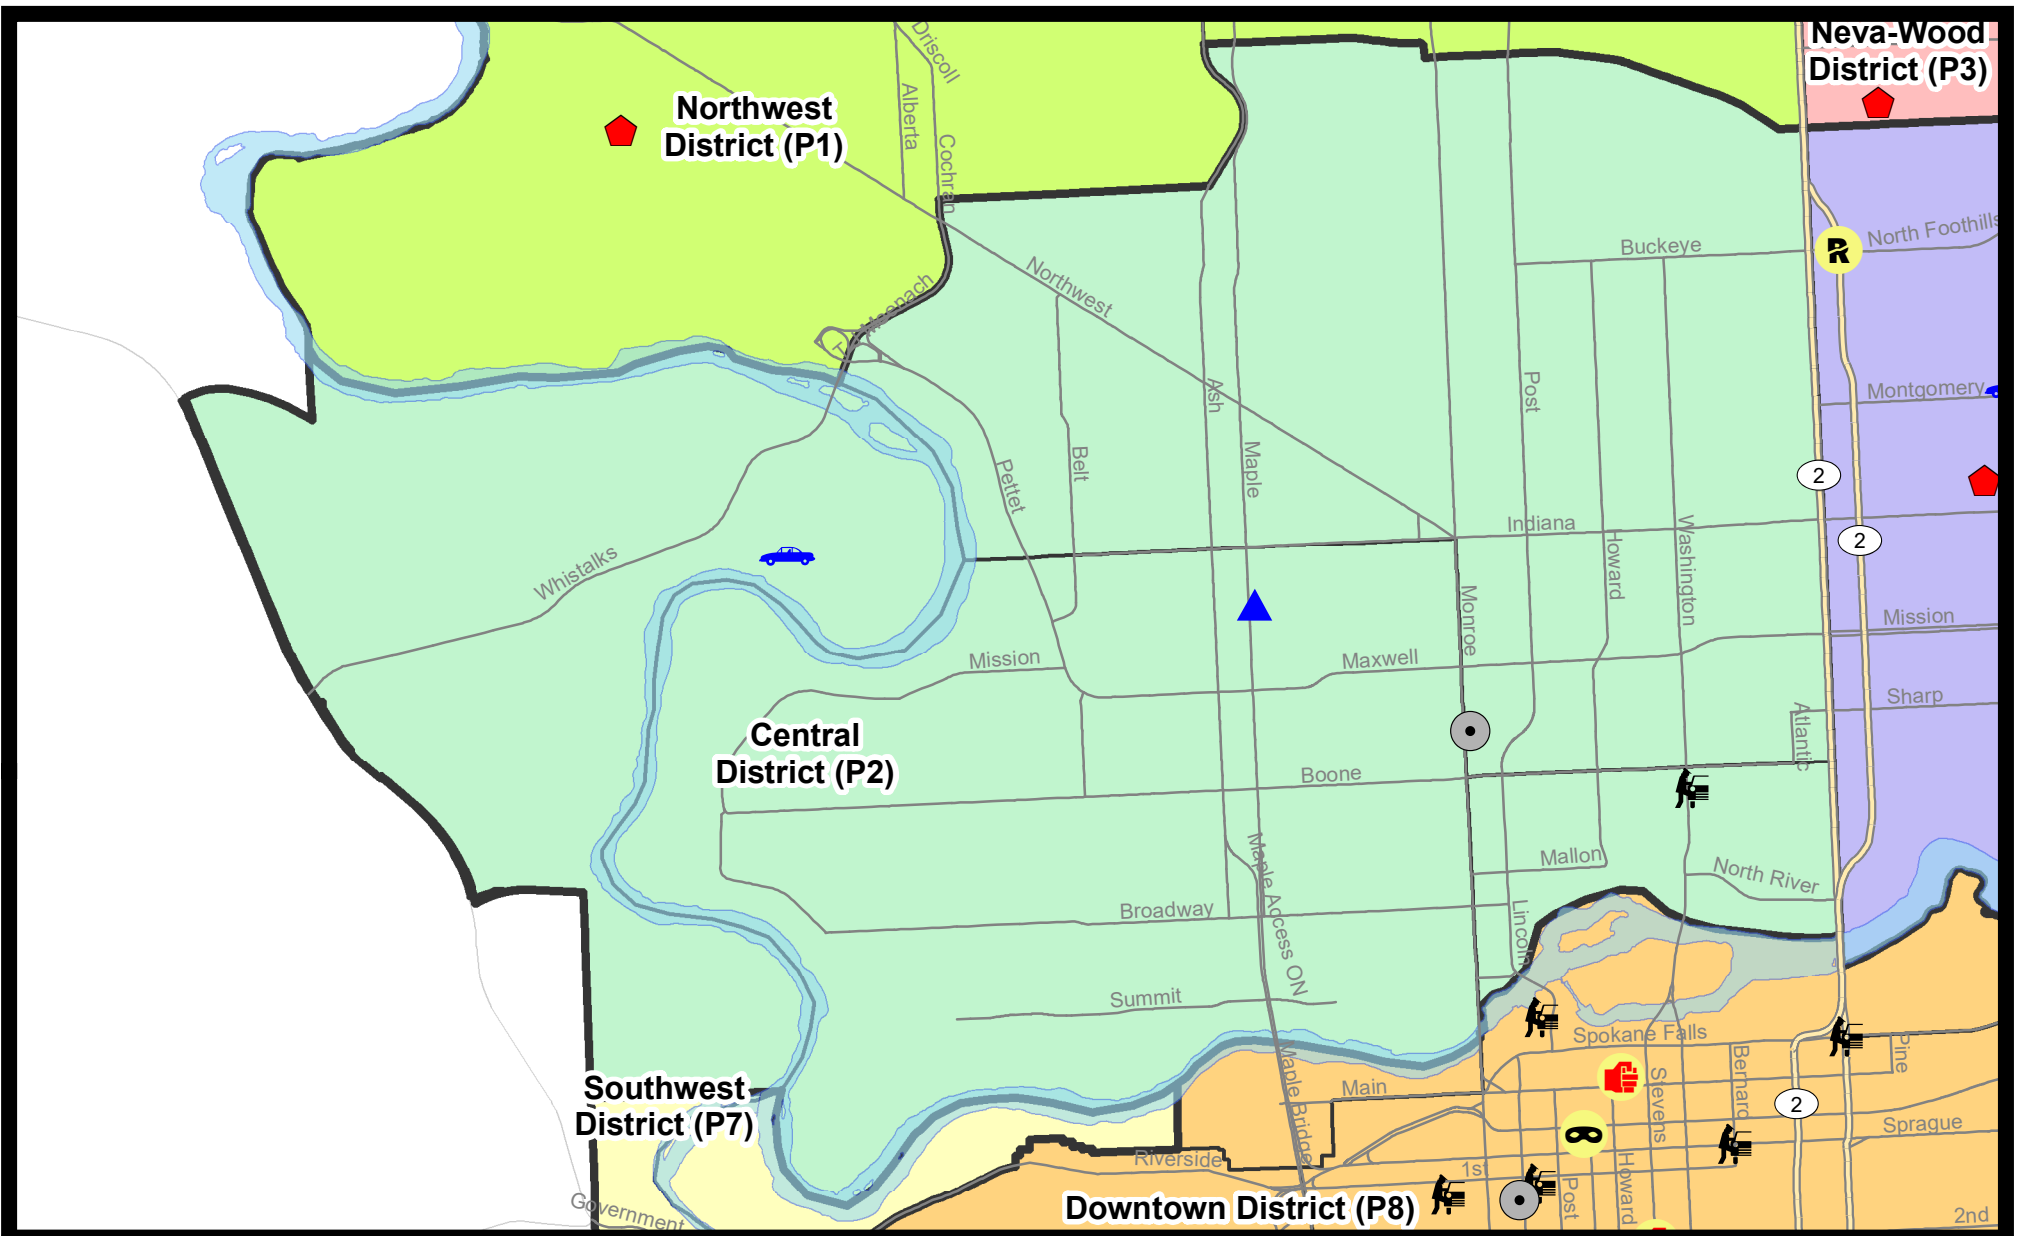 Neva-Wood
District (P3)
Northwest
District (P1)
Driscoll
Alberta
Cochran
North Foothills
Buckeye
R
Northwest
Post
Ash
Montgomery
Maple
Belt
Pettet
2
Indiana
Washington
Howard
2
Whistalks
Monroe
Mission
Mission
Maxwell
Sharp
Atlantic
Central
District (P2)
Boone
Mallon
North River
Maple Access ON
Broadway
Lincoln
Summit
Spokane Falls
Pine
Bernard
Stevens
Maple Bridge
Main
Southwest
District (P7)
2
Sprague
Riverside
1st
Howard
Post
Government
Downtown District (P8)
2nd